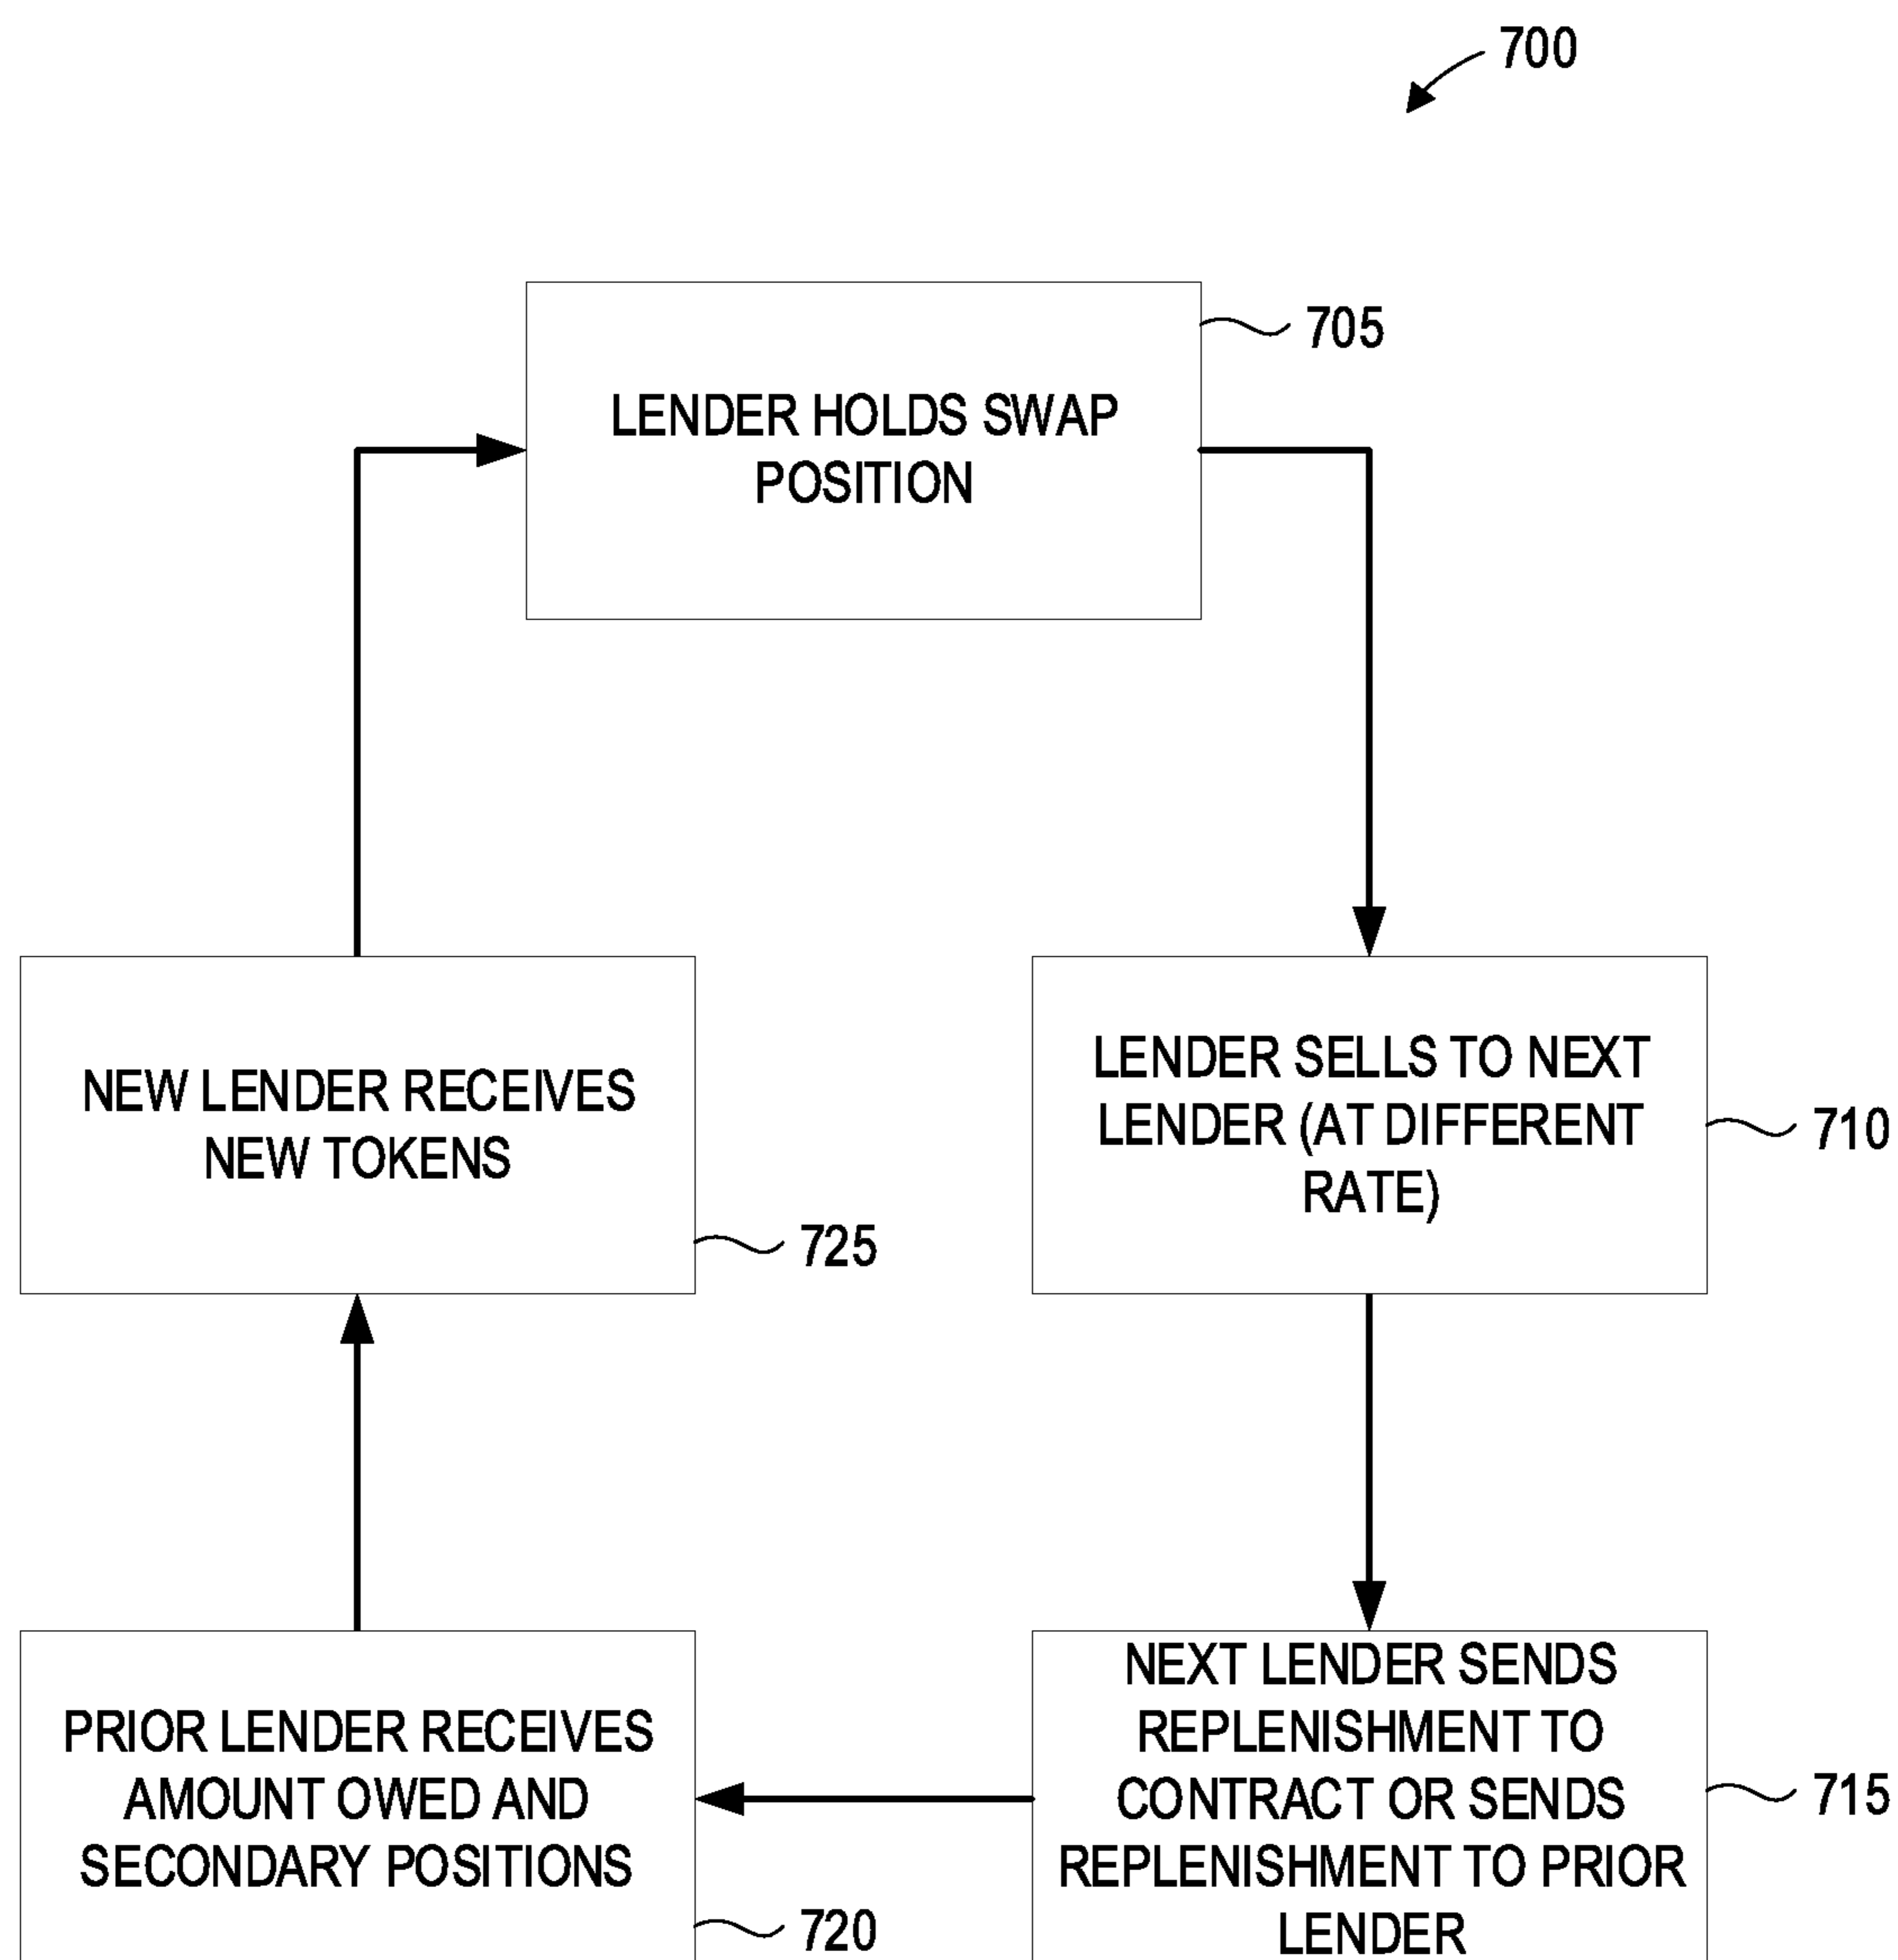 700
LENDER HOLDS SWAP
POSITION
705
LENDER SELLS TO NEXT
LENDER (AT DIFFERENT
RATE)
710
NEXT LENDER SENDS
REPLENISHMENT TO
CONTRACT OR SENDS
REPLENISHMENT TO PRIOR
LENDER
715
PRIOR LENDER RECEIVES
AMOUNT OWED AND
SECONDARY POSITIONS
720
NEW LENDER RECEIVES
NEW TOKENS
725